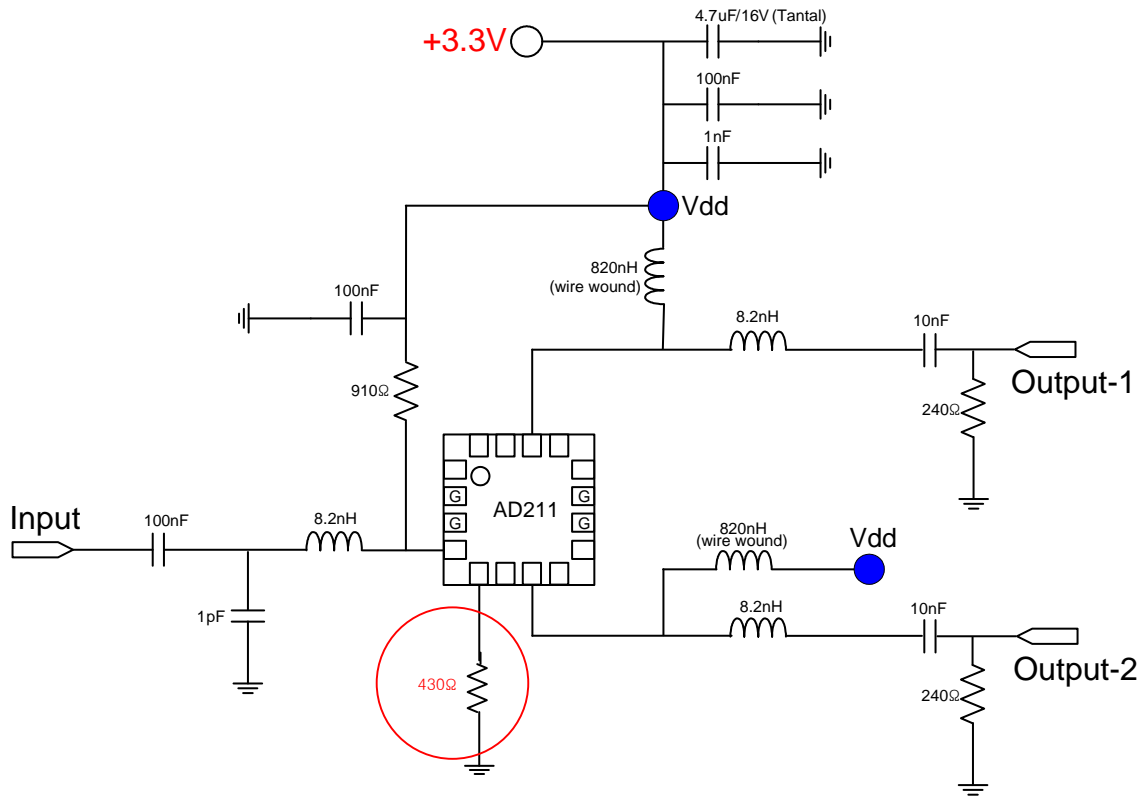 4.7uF/16V (Tantal)
+3.3V
100nF
1nF
Vdd
820nH
(wire wound)
100nF
8.2nH
10nF
910Ω
Output-1
240Ω
G
G
AD211
G
G
Input
100nF
8.2nH
820nH
(wire wound)
Vdd
1pF
8.2nH
10nF
430Ω
Output-2
240Ω